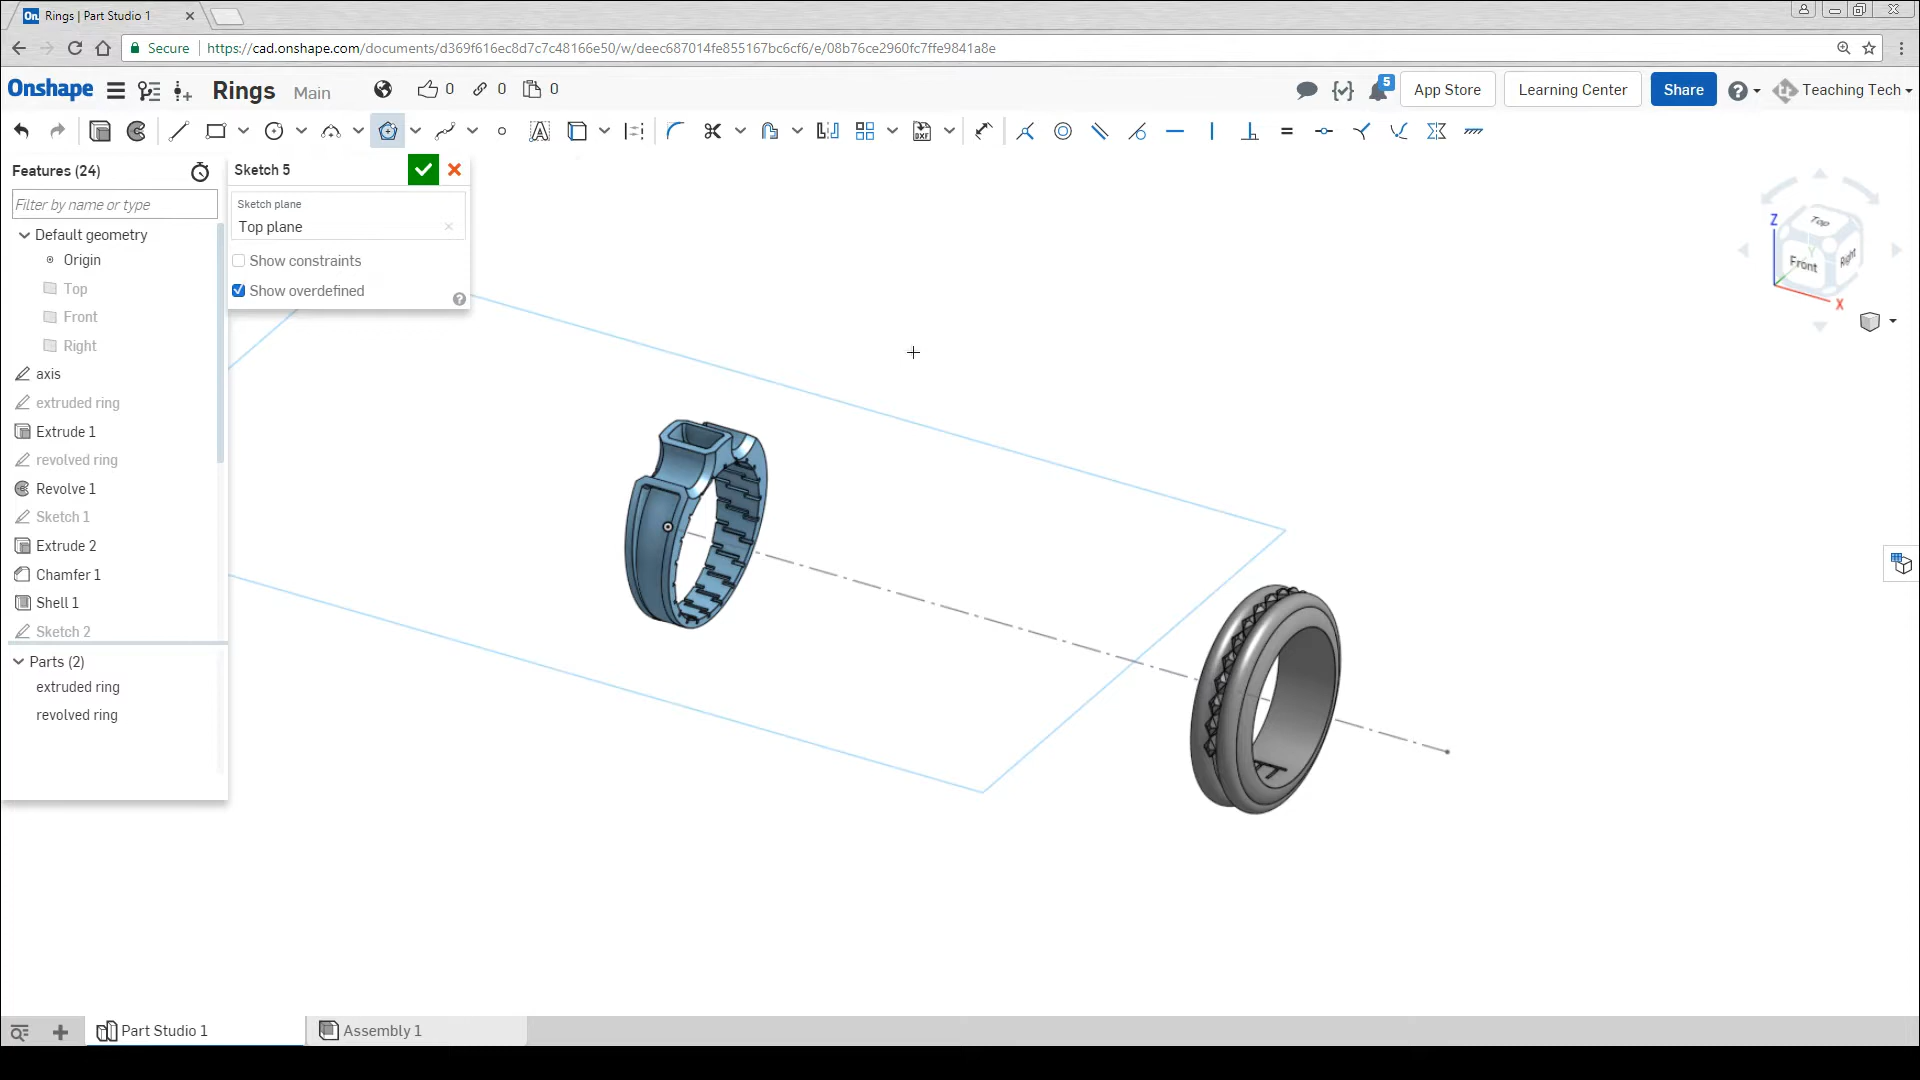 Rings | Part Studio 1
Secure https://cad.onshape.com/documents/d369f616ec8d7c7c48166e50/w/deec687014fe855167bc6cf6/e/08b76ce2960fc7ffe9841a8e
Onshape Rings Main 0 0 0 5 App Store Learning Center Share Teaching Tech
DXF
Features (24)
Sketch 5
Filter by name or type
Sketch plane
Top plane
Show constraints
Show overdefined
Default geometry
Origin
Top
Front
Right
axis
extruded ring
Extrude 1
revolved ring
Revolve 1
Sketch 1
Extrude 2
Chamfer 1
Shell 1
Sketch 2
Parts (2)
extruded ring
revolved ring
Z
Top
Y
Front
Right
X
TT
Part Studio 1
Assembly 1